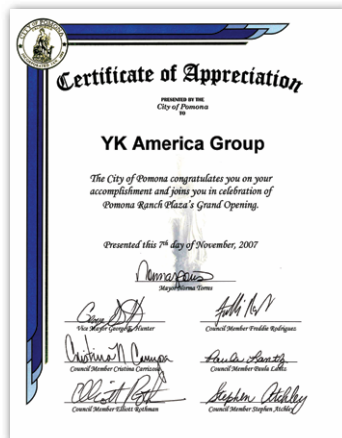 CITY OF POMONA
Certificate of Appreciation
PRESENTED BY THE
City of Pomona
TO
YK America Group
The City of Pomona congratulates you on your
accomplishment and joins you in celebration of
Pomona Ranch Plaza's Grand Opening.
Presented this 7th day of November, 2007
Mayor Norma Torres
Vice Mayor George Hunter
Council Member Freddie Rodriguez
Council Member Cristina Carrizosa
Council Member Paula Lantz
Council Member Elliott Rothman
Council Member Stephen Atchley